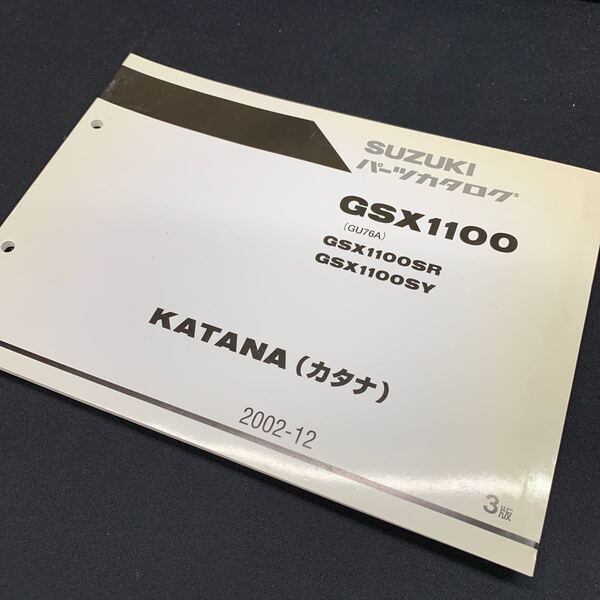 SUZUKI
パーツカタログ
GSX1100
(GU76A)
GSX1100SR
GSX1100SY
KATANA (カタナ)
2002-12
3版